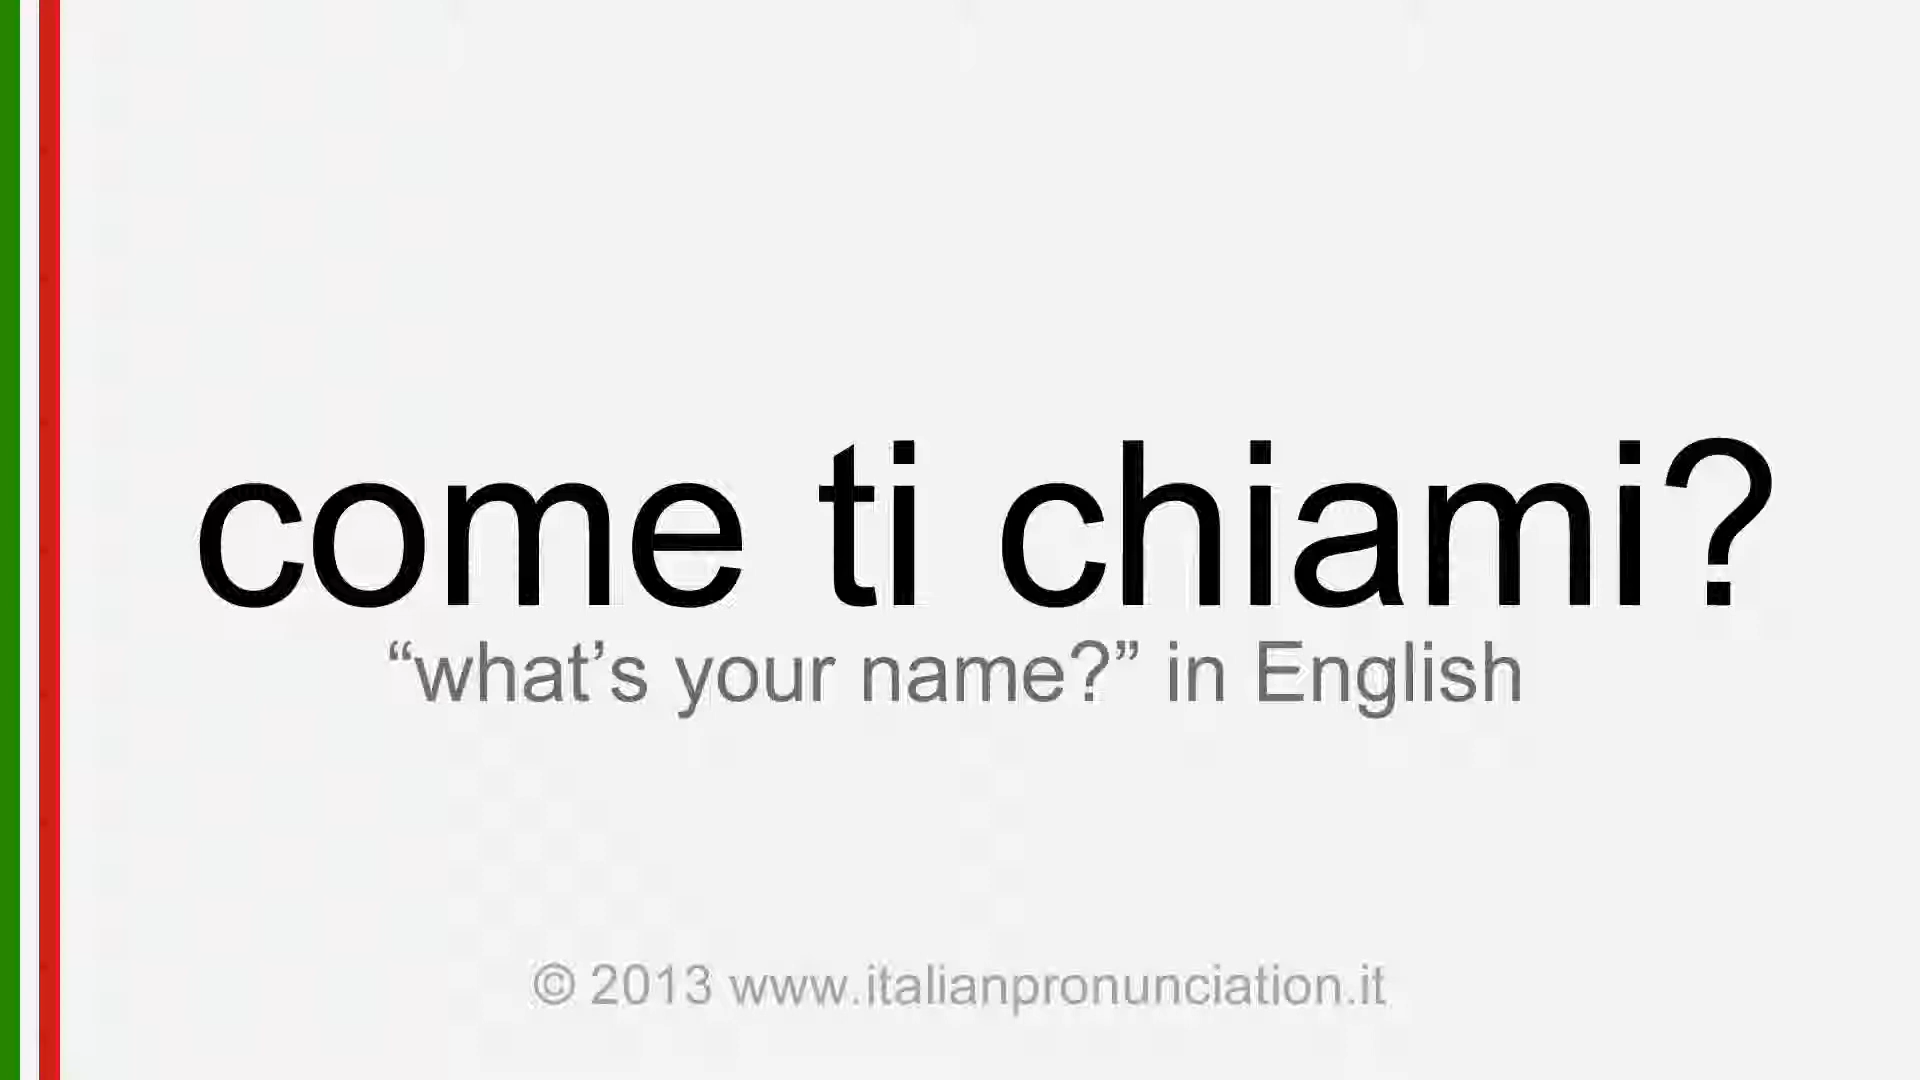 come ti chiami?
“what’s your name?” in English
© 2013 www.italianpronunciation.it